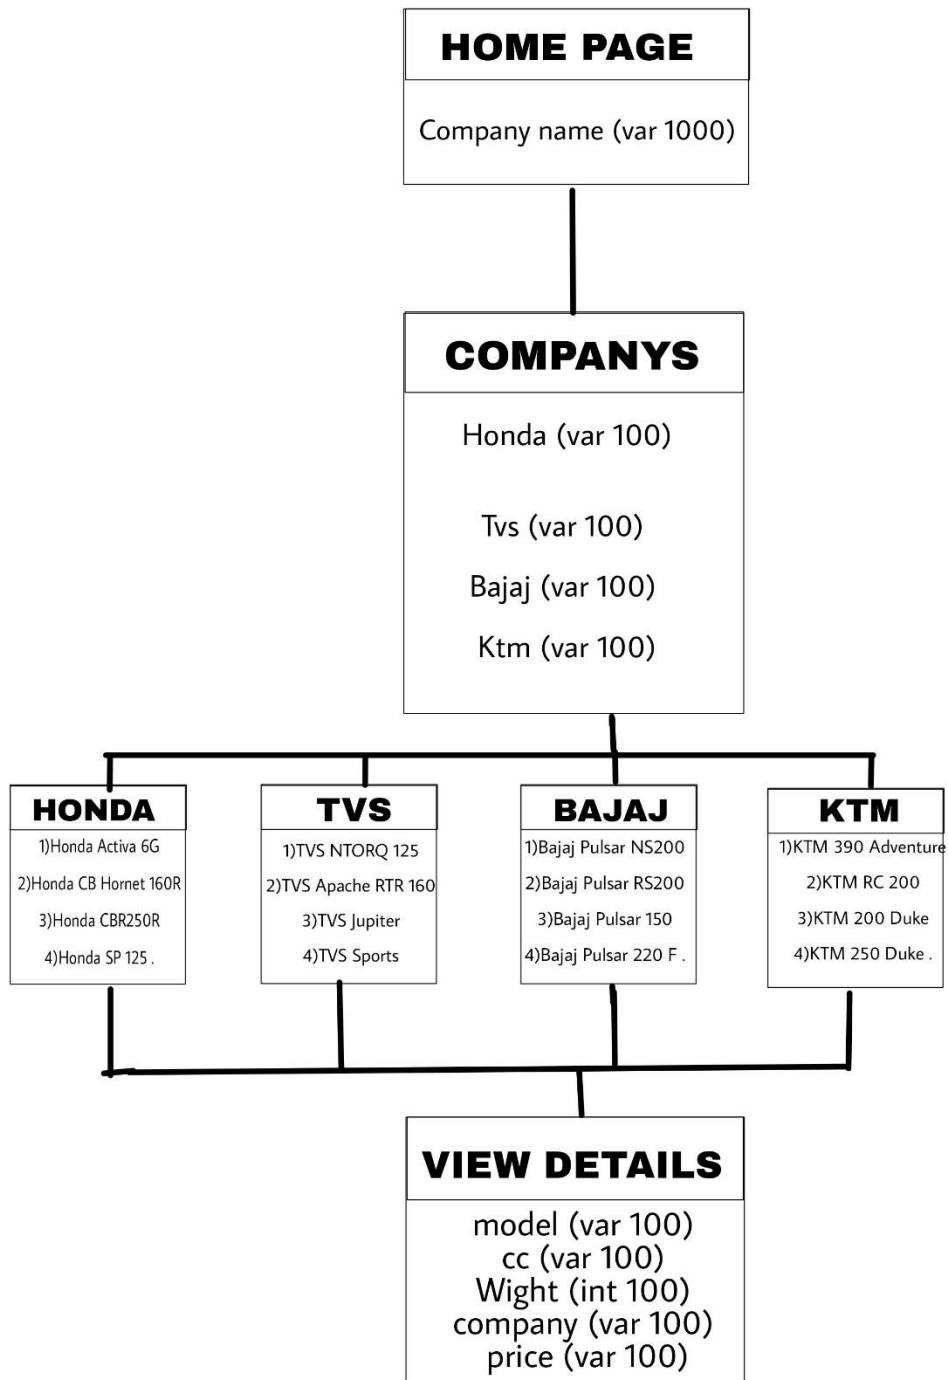 HOME PAGE
Company name (var 1000)
COMPANYS
Honda (var 100)
Tvs (var 100)
Bajaj (var 100)
Ktm (var 100)
HONDA
1)Honda Activa 6G
2)Honda CB Hornet 160R
3)Honda CBR250R
4)Honda SP 125 .
TVS
1)TVS NTORQ 125
2)TVS Apache RTR 160
3)TVS Jupiter
4)TVS Sports
BAJAJ
1)Bajaj Pulsar NS200
2)Bajaj Pulsar RS200
3)Bajaj Pulsar 150
4)Bajaj Pulsar 220 F .
KTM
1)KTM 390 Adventure
2)KTM RC 200
3)KTM 200 Duke
4)KTM 250 Duke .
VIEW DETAILS
model (var 100)
cc (var 100)
Wight (int 100)
company (var 100)
price (var 100)